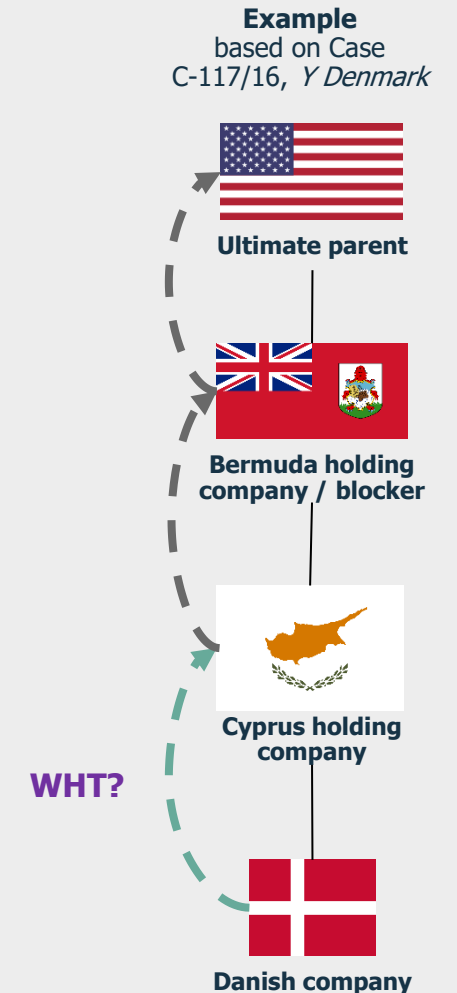 Example
based on Case
C-117/16, Y Denmark
Ultimate parent
Bermuda holding
company / blocker
Cyprus holding
company
WHT?
Danish company